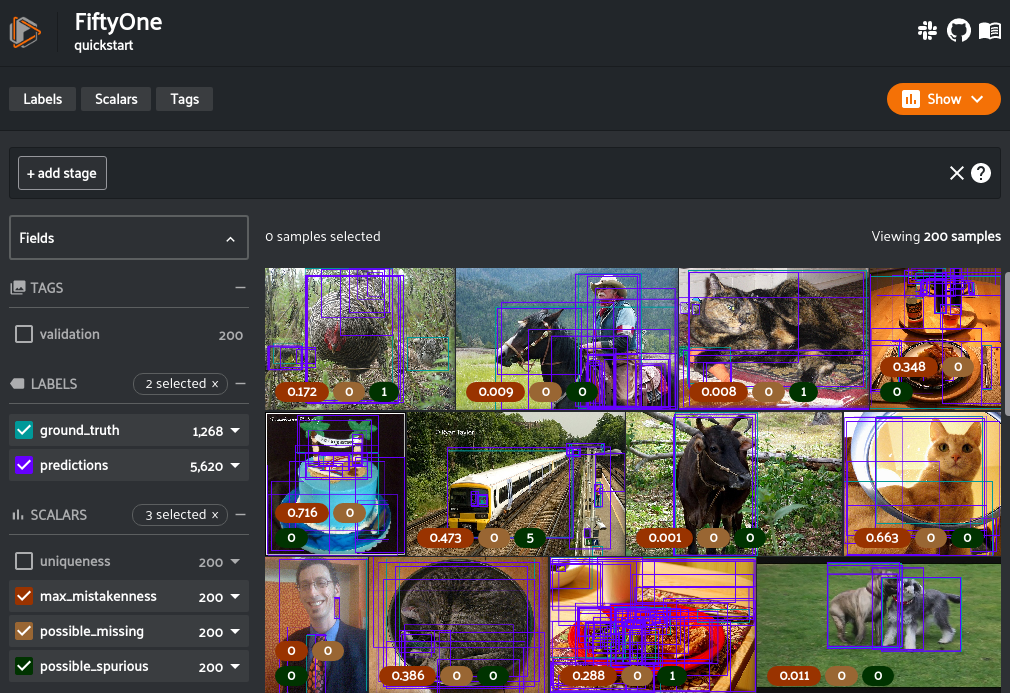 FiftyOne
quickstart
Labels Scalars Tags
Show
+ add stage
?
Fields
0 samples selected
Viewing 200 samples
TAGS
validation 200
LABELS 2 selected ×
ground_truth 1,268
predictions 5,620
SCALARS 3 selected ×
uniqueness 200
max_mistakenness 200
possible_missing 200
possible_spurious 200
0.172 0 1
0.009 0 0
0.008 0 1
0.348 0
0
0.716 0
0
0.473 0 5
0.001 0 0
0.663 0 0
0 0
0
0.386 0 0
0.288 0 1
0.011 0 0